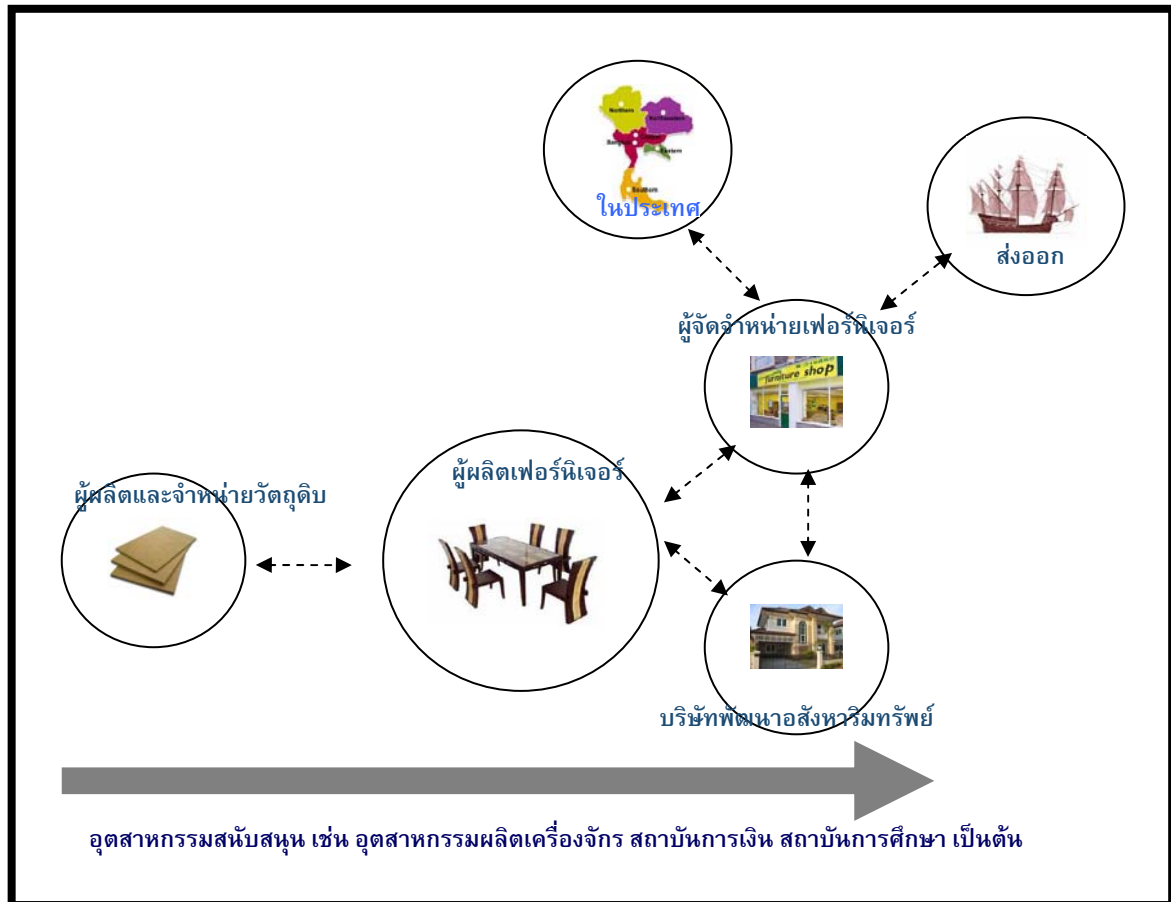 Northern
Northeastern
Eastern
Southern
ในประเทศ
ส่งออก
ผู้จัดจำหน่ายเฟอร์นิเจอร์
furniture shop
ผู้ผลิตเฟอร์นิเจอร์
ผู้ผลิตและจำหน่ายวัตถุดิบ
บริษัทพัฒนาอสังหาริมทรัพย์
อุตสาหกรรมสนับสนุน เช่น อุตสาหกรรมผลิตเครื่องจักร สถาบันการเงิน สถาบันการศึกษา เป็นต้น